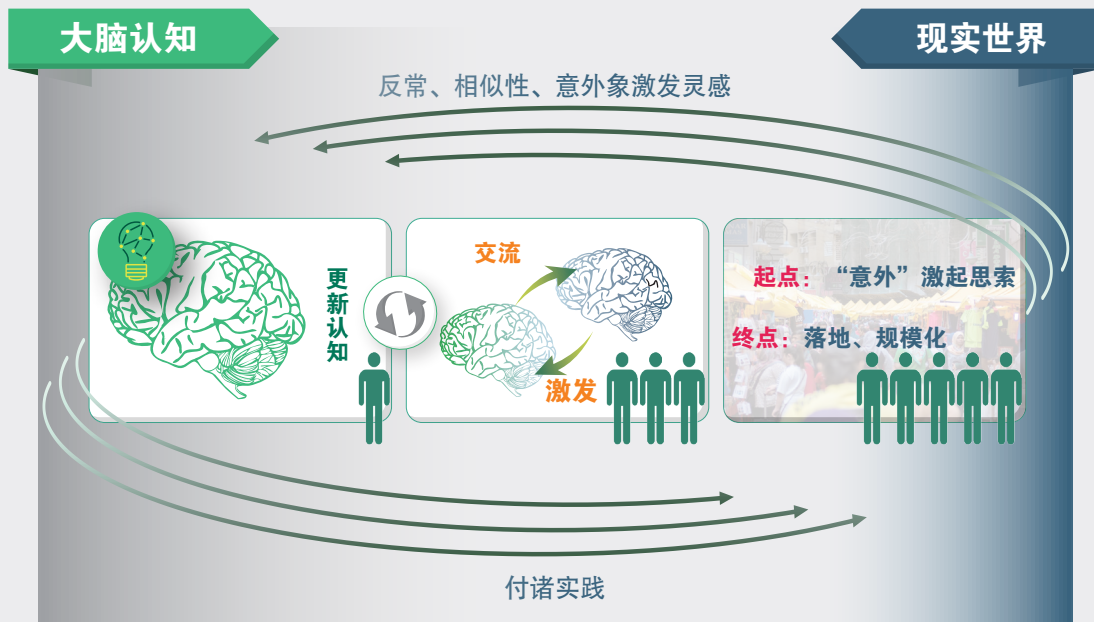 大脑认知
现实世界
反常、相似性、意外象激发灵感
更新认知
交流
激发
起点：“意外”激起思索
终点：落地、规模化
付诸实践